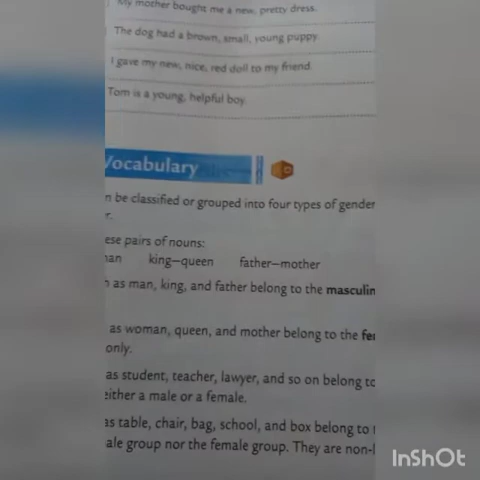 My mother bought me a new, pretty dress.
The dog had a brown, small, young puppy.
I gave my new, nice, red doll to my friend.
Tom is a young, helpful boy.
Vocabulary
n be classified or grouped into four types of gender
r.
ese pairs of nouns:
an king—queen father—mother
as man, king, and father belong to the masculin
as woman, queen, and mother belong to the fe
only.
as student, teacher, lawyer, and so on belong to
either a male or a female.
as table, chair, bag, school, and box belong to
ale group nor the female group. They are non-l
InShOt